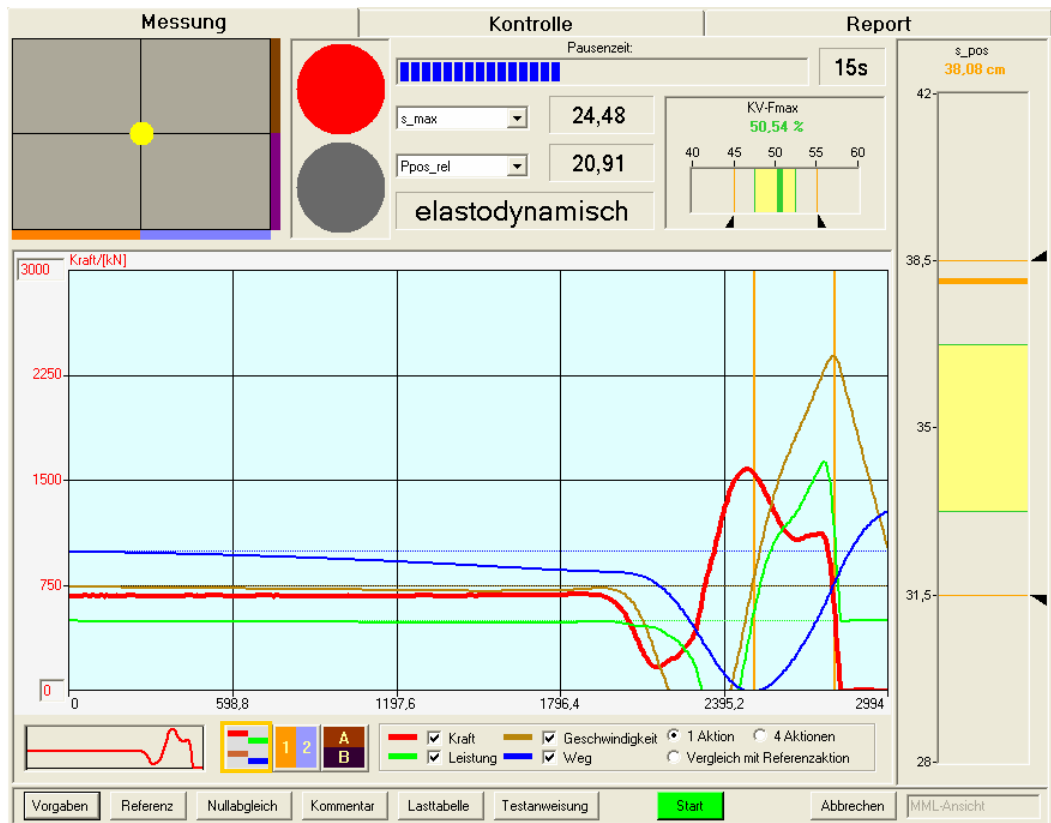 Messung
Kontrolle
Report
Pausenzeit:
15s
s_max
24,48
Ppos_rel
20,91
elastodynamisch
KV-Fmax
50,54 %
40 45 50 55 60
s_pos
38,08 cm
42
38,5
35
31,5
28
Kraft/[kN]
3000
2250
1500
750
0
0 598,8 1197,6 1796,4 2395,2 2994
1 2
A
B
Kraft
Geschwindigkeit
1 Aktion
4 Aktionen
Leistung
Weg
Vergleich mit Referenzaktion
Vorgaben
Referenz
Nullabgleich
Kommentar
Lasttabelle
Testanweisung
Start
Abbrechen
MML-Ansicht